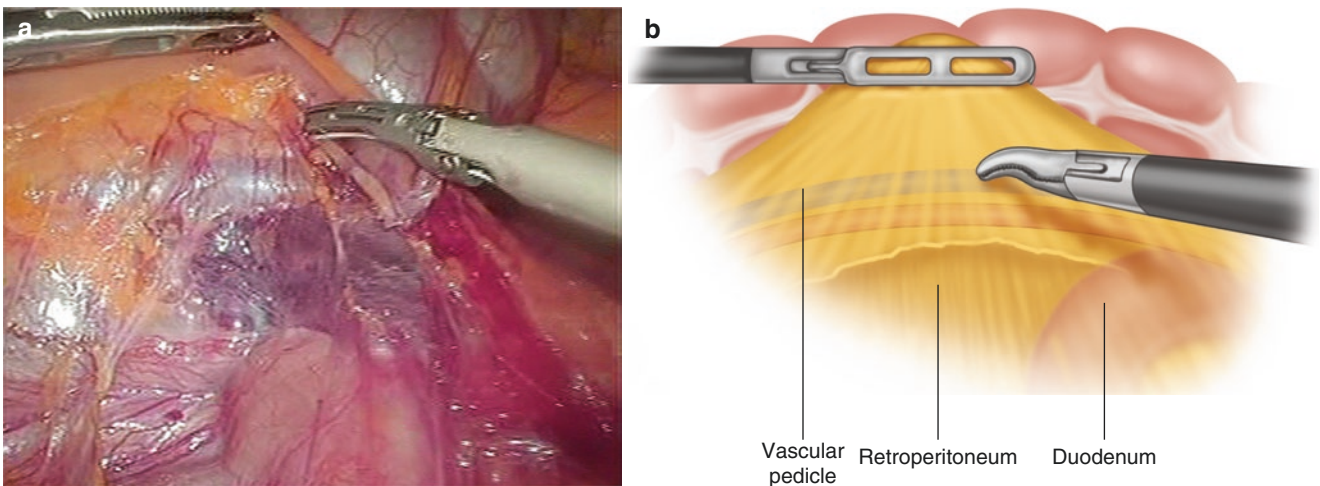 a
b
Vascular
pedicle
Retroperitoneum
Duodenum